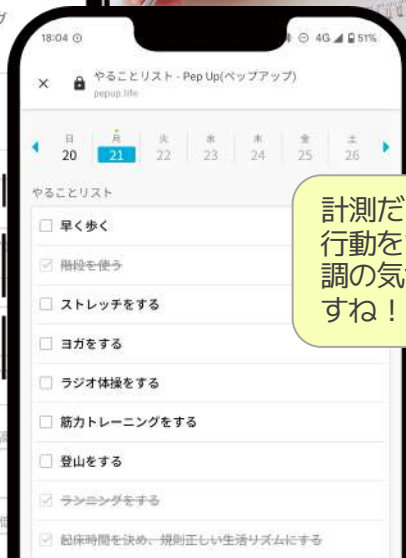 18:04
4G 51%
やることリスト - Pep Up(ペップアップ)
pepup.life
日 月 火 水 木 金 土
20 21 22 23 24 25 26
やることリスト
早く歩く
階段を使う
ストレッチをする
ヨガをする
ラジオ体操をする
筋力トレーニングをする
登山をする
ランニングをする
起床時間を決め、規則正しい生活リズムにする
計測だ
行動を
調の気
すね!